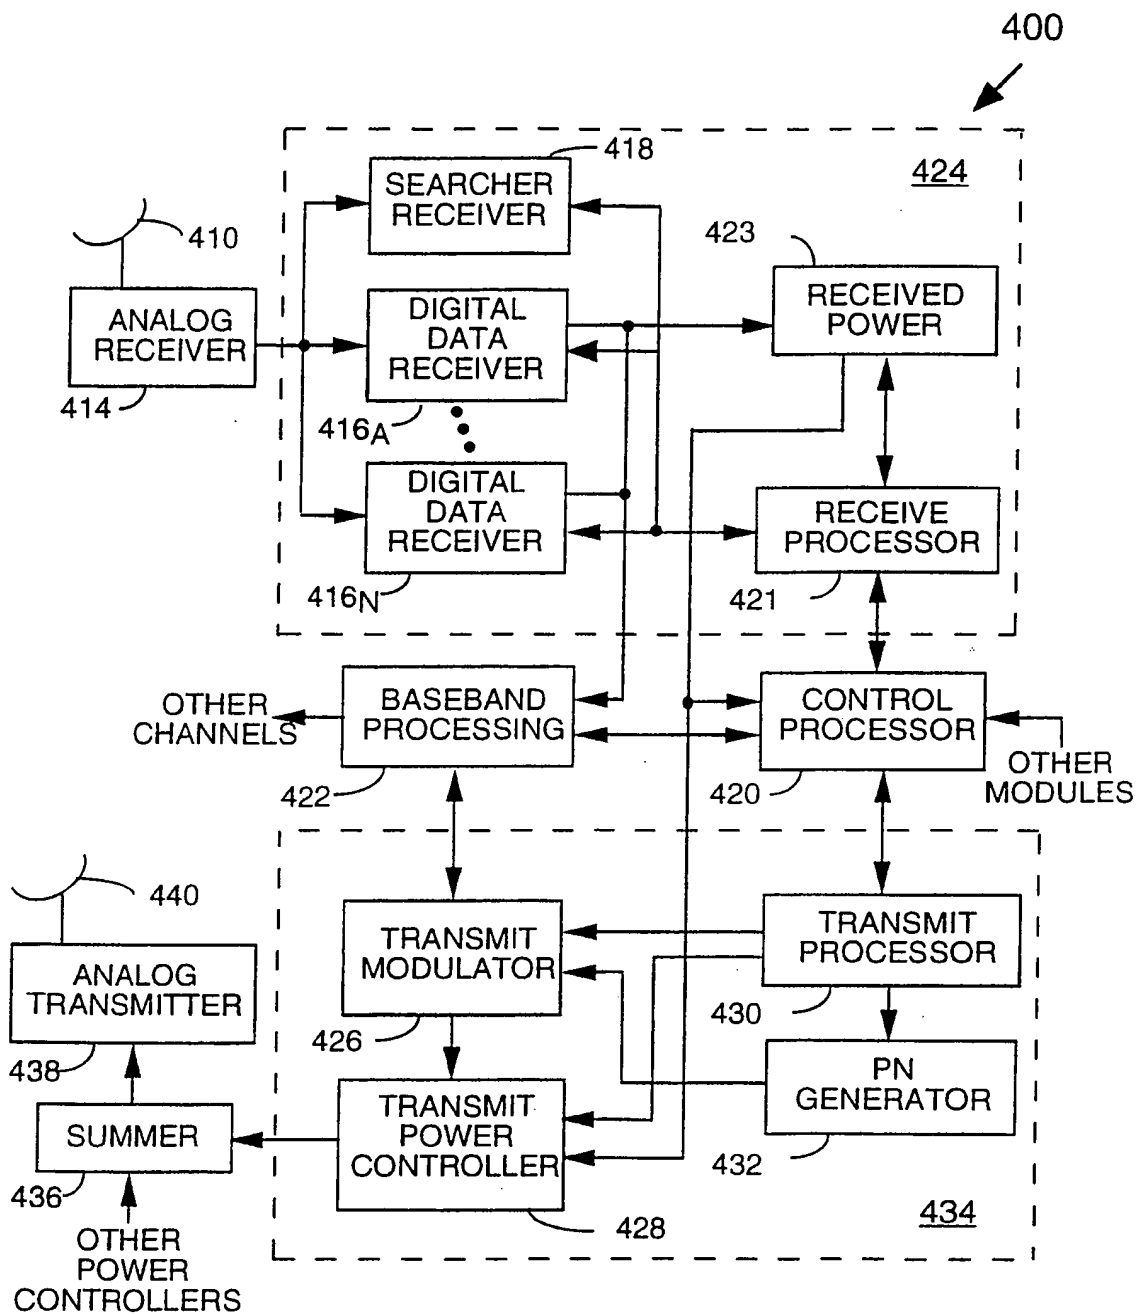 400
424
418
SEARCHER
RECEIVER
410
423
RECEIVED
POWER
ANALOG
RECEIVER
414
DIGITAL
DATA
RECEIVER
416A
DIGITAL
DATA
RECEIVER
416N
RECEIVE
PROCESSOR
421
OTHER
CHANNELS
BASEBAND
PROCESSING
422
CONTROL
PROCESSOR
420
OTHER
MODULES
440
ANALOG
TRANSMITTER
438
TRANSMIT
MODULATOR
426
TRANSMIT
PROCESSOR
430
PN
GENERATOR
432
SUMMER
436
TRANSMIT
POWER
CONTROLLER
428
434
OTHER
POWER
CONTROLLERS